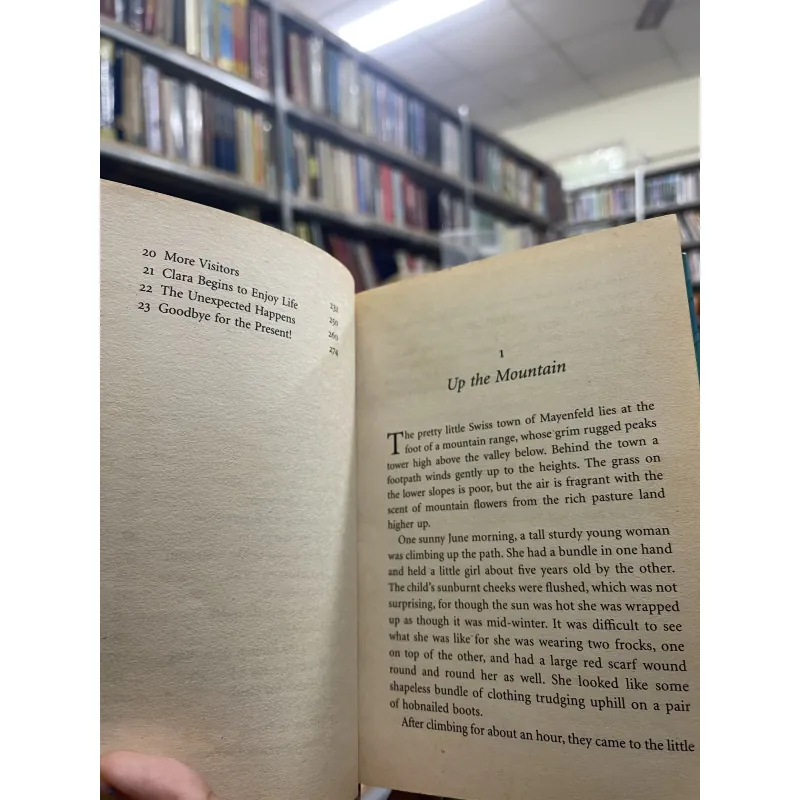 20 More Visitors 232
21 Clara Begins to Enjoy Life 250
22 The Unexpected Happens 260
23 Goodbye for the Present! 274
1
Up the Mountain
The pretty little Swiss town of Mayenfeld lies at the
foot of a mountain range, whose grim rugged peaks
tower high above the valley below. Behind the town a
footpath winds gently up to the heights. The grass on
the lower slopes is poor, but the air is fragrant with the
scent of mountain flowers from the rich pasture land
higher up.
One sunny June morning, a tall sturdy young woman
was climbing up the path. She had a bundle in one hand
and held a little girl about five years old by the other.
The child's sunburnt cheeks were flushed, which was not
surprising, for though the sun was hot she was wrapped
up as though it was mid-winter. It was difficult to see
what she was like for she was wearing two frocks, one
on top of the other, and had a large red scarf wound
round and round her as well. She looked like some
shapeless bundle of clothing trudging uphill on a pair
of hobnailed boots.
After climbing for about an hour, they came to the little